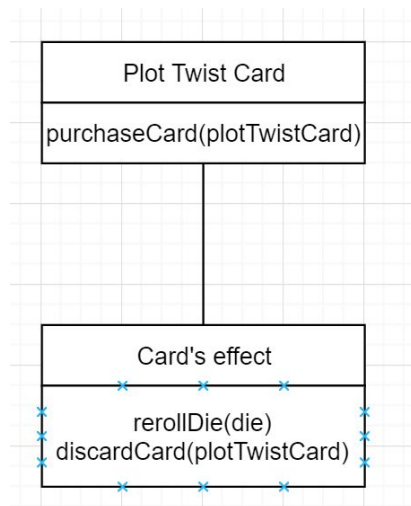 Plot Twist Card
purchaseCard(plotTwistCard)
Card's effect
rerollDie(die)
discardCard(plotTwistCard)